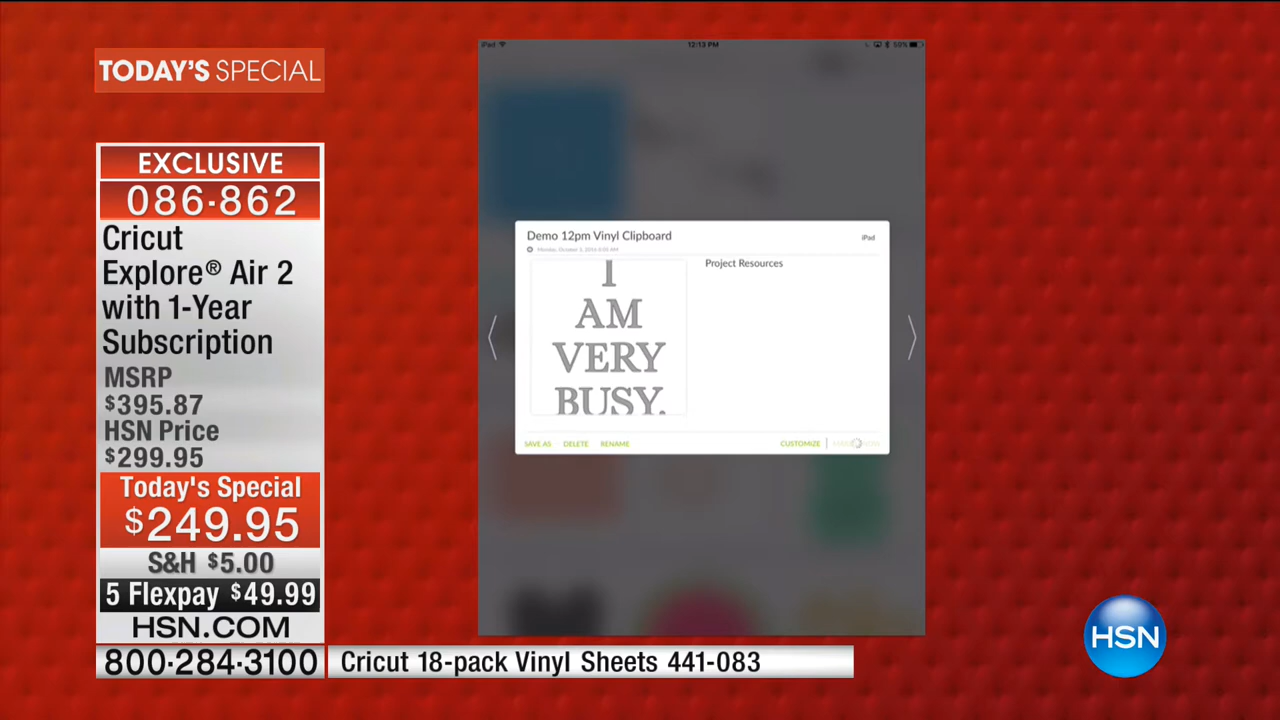 TODAY'S SPECIAL
EXCLUSIVE
086-862
Cricut
Explore® Air 2
with 1-Year
Subscription
MSRP
$395.87
HSN Price
$299.95
Today's Special
$249.95
S&H $5.00
5 Flexpay $49.99
HSN.COM
800-284-3100
Cricut 18-pack Vinyl Sheets 441-083
iPad
12:13 PM
59%
Demo 12pm Vinyl Clipboard
iPad
Project Resources
I
AM
VERY
BUSY.
SAVE AS DELETE RENAME
CUSTOMIZE
HSN